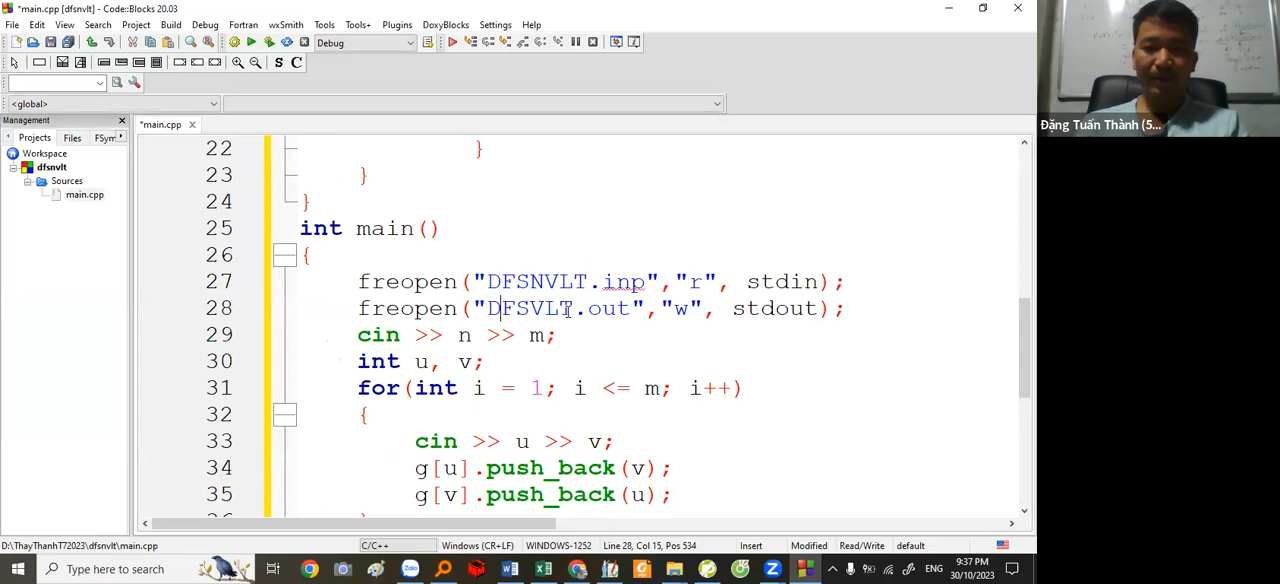 *main.cpp [dfsnvlt] - Code::Blocks 20.03
File Edit View Search Project Build Debug Fortran wxSmith Tools Tools+ Plugins DoxyBlocks Settings Help
Debug
S C
<global>
Management
Projects Files FSym
Workspace
dfsnvlt
Sources
main.cpp
*main.cpp
22 }
23 }
24 }
25 int main()
26 {
27 freopen("DFSNVLT.inp","r", stdin);
28 freopen("DFSVLT.out","w", stdout);
29 cin >> n >> m;
30 int u, v;
31 for(int i = 1; i <= m; i++)
32 {
33 cin >> u >> v;
34 g[u].push_back(v);
35 g[v].push_back(u);
Đặng Tuấn Thành (5...
D:\ThayThanhT72023\dfsnvlt\main.cpp C/C++ Windows (CR+LF) WINDOWS-1252 Line 28, Col 15, Pos 534 Insert Modified Read/Write default
Type here to search
Zalo
ENG
9:37 PM
30/10/2023